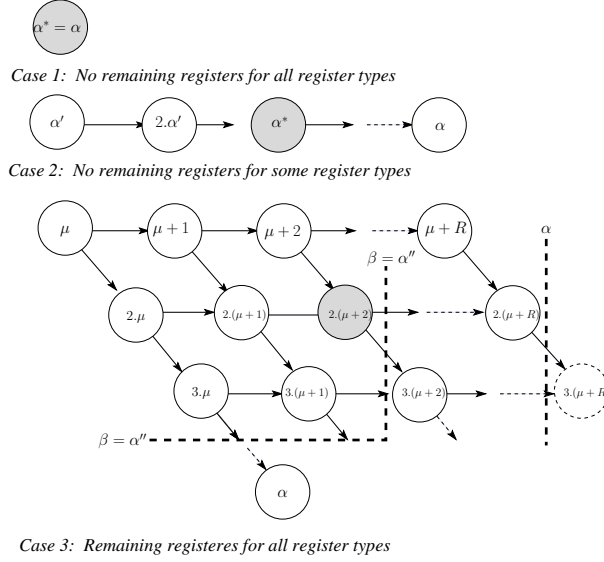 α* = α
Case 1: No remaining registers for all register types
α′ 2.α′ α* α
Case 2: No remaining registers for some register types
μ μ + 1 μ + 2 μ + R α
β = α″
2.μ 2.(μ+1) 2.(μ+2) 2.(μ+R)
3.μ 3.(μ+1) 3.(μ+2) 3.(μ+R
β = α″
α
Case 3: Remaining registeres for all register types